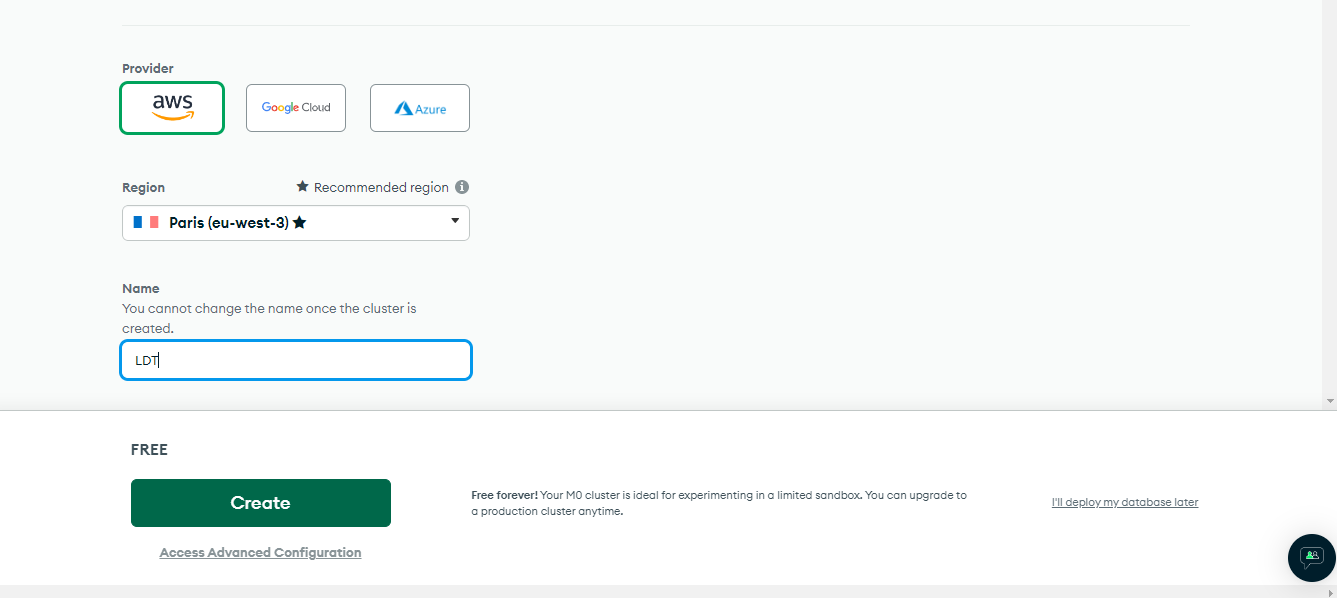 Provider
aws
Google Cloud
Azure
Region
★ Recommended region
Paris (eu-west-3) ★
Name
You cannot change the name once the cluster is
created.
LDT
FREE
Create
Free forever! Your M0 cluster is ideal for experimenting in a limited sandbox. You can upgrade to
a production cluster anytime.
I'll deploy my database later
Access Advanced Configuration